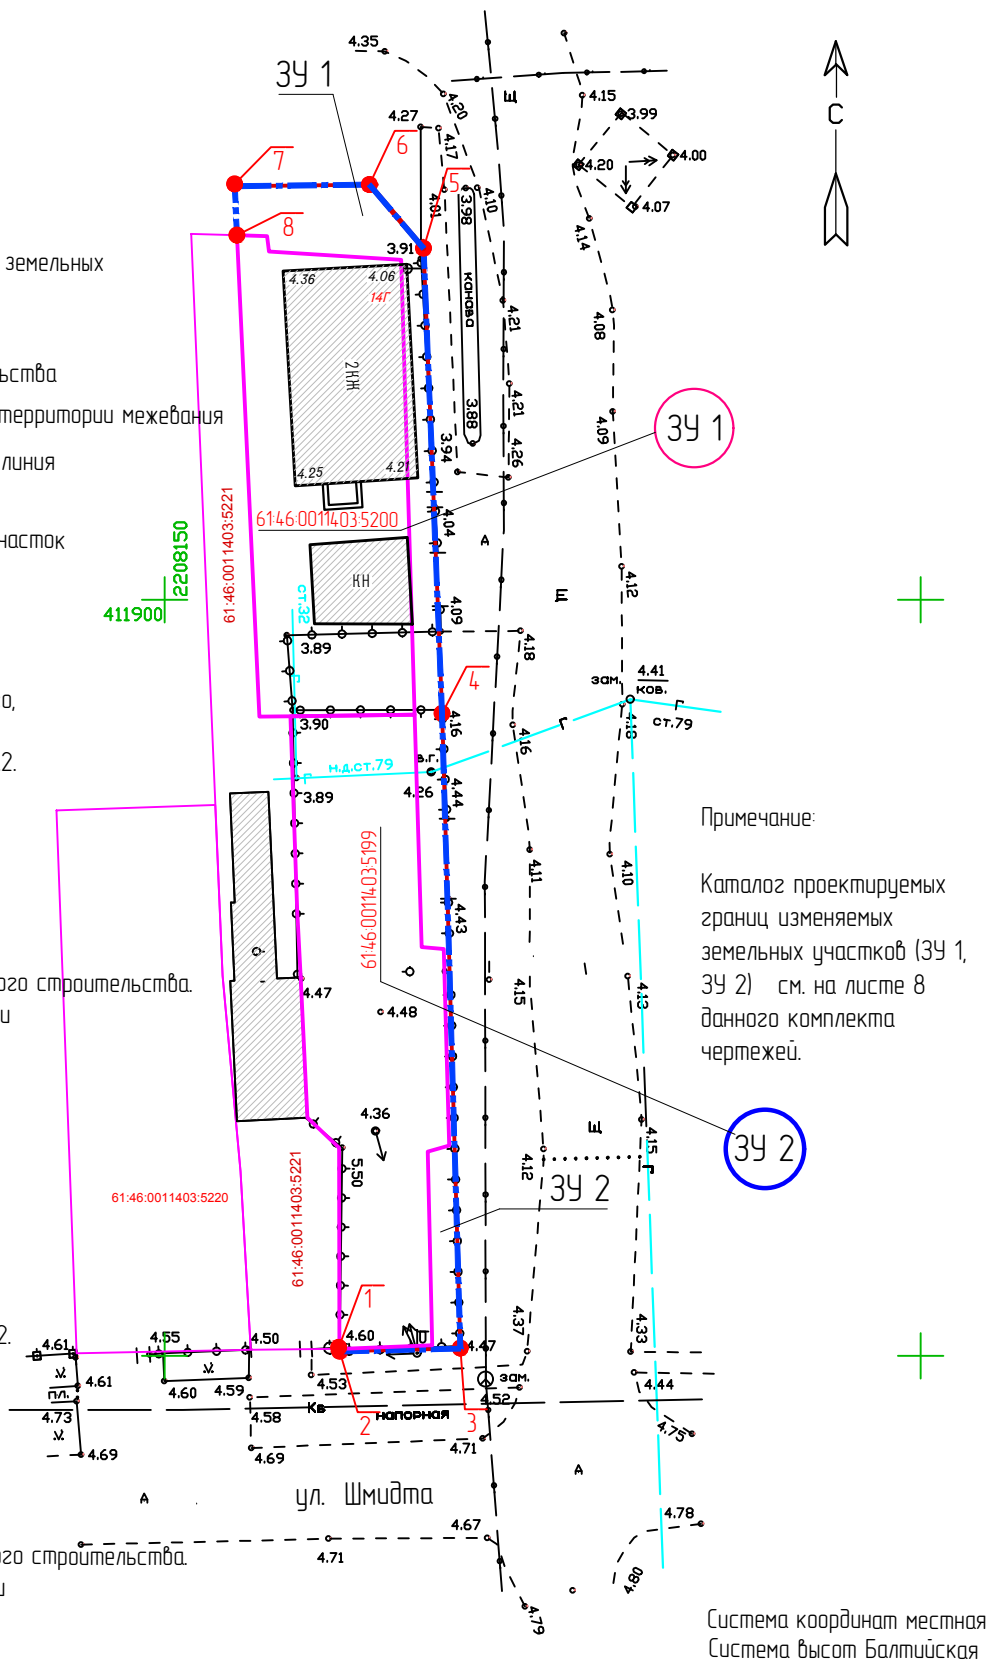 4.35
ЗУ 1
4.20
Щ
4.15
3.99
С
4.27
4.17
4.20
4.00
7
6
5
4.01
3.98
4.10
4.07
8
3.91
4.14
земельных
4.36
4.06
14Г
канава
4.21
4.08
ьства
2КЖ
4.21
территории межевания
3.88
4.09
ЗУ 1
линия
4.25
4.2
3.94
4.26
61:46:0011403:5221
61:46:0011403:5200
4.04
А
часток
2208150
КН
411900
ст.32
4.09
4.12
Щ
3.89
4.18
зам.
4.41
ков.
4
о,
3.90
4.16
4.16
4.18
ст.79
2.
н.д.ст.79
в.г.
3.89
4.26
4.44
Примечание:
61:46:0011403:5199
4.11
4.10
Каталог проектируемых
границ изменяемых
земельных участков (ЗУ 1,
ЗУ 2) см. на листе 8
данного комплекта
чертежей.
4.43
ого строительства.
и
4.47
4.48
4.15
4.13
4.36
Щ
4.15
ЗУ 2
5.50
4.12
ЗУ 2
61:46:0011403:5220
61:46:0011403:5221
1
2.
4.61
4.55
4.50
4.60
4.47
4.37
4.33
4.61
пл.
4.60
4.59
4.53
зам.
4.52
4.44
4.73
4.58
Кв
напорная
2
3
4.69
4.69
4.71
4.75
А
ул. Шмидта
А
4.71
4.67
4.78
ого строительства.
и
4.80
4.79
Система координат местная
Система высот Балтийская